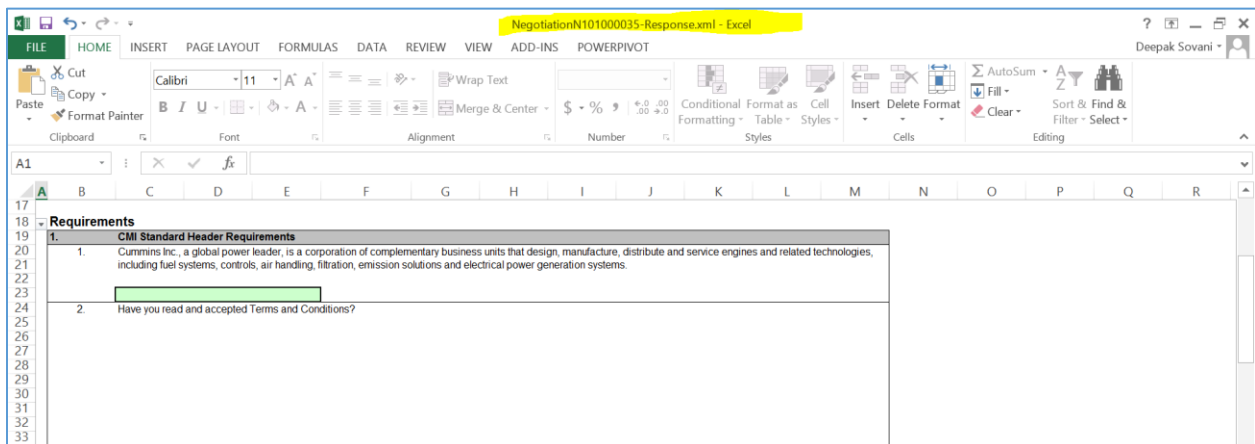 NegotiationN101000035-Response.xml - Excel
FILE HOME INSERT PAGE LAYOUT FORMULAS DATA REVIEW VIEW ADD-INS POWERPIVOT Deepak Sovani
Cut
Copy
Format Painter
Paste
Calibri 11
B I U
Wrap Text
Merge & Center
$ % ,
Conditional Formatting
Format as Table
Cell Styles
Insert Delete Format
AutoSum
Fill
Clear
Sort & Filter
Find & Select
Clipboard Font Alignment Number Styles Cells Editing
A1 fx
A B C D E F G H I J K L M N O P Q R
17
18 Requirements
19 1. CMI Standard Header Requirements
20 1. Cummins Inc., a global power leader, is a corporation of complementary business units that design, manufacture, distribute and service engines and related technologies,
21 including fuel systems, controls, air handling, filtration, emission solutions and electrical power generation systems.
22
23
24 2. Have you read and accepted Terms and Conditions?
25
26
27
28
29
30
31
32
33